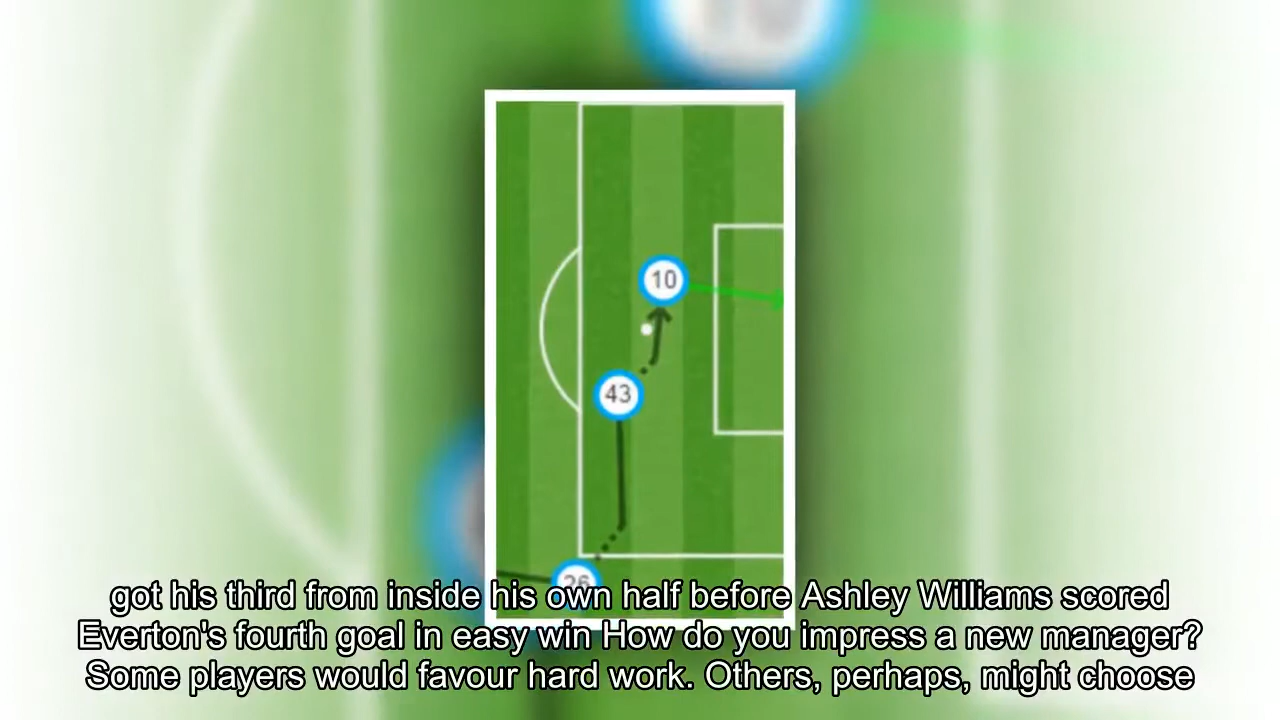 10
43
26
got his third from inside his own half before Ashley Williams scored
Everton's fourth goal in easy win How do you impress a new manager?
Some players would favour hard work. Others, perhaps, might choose